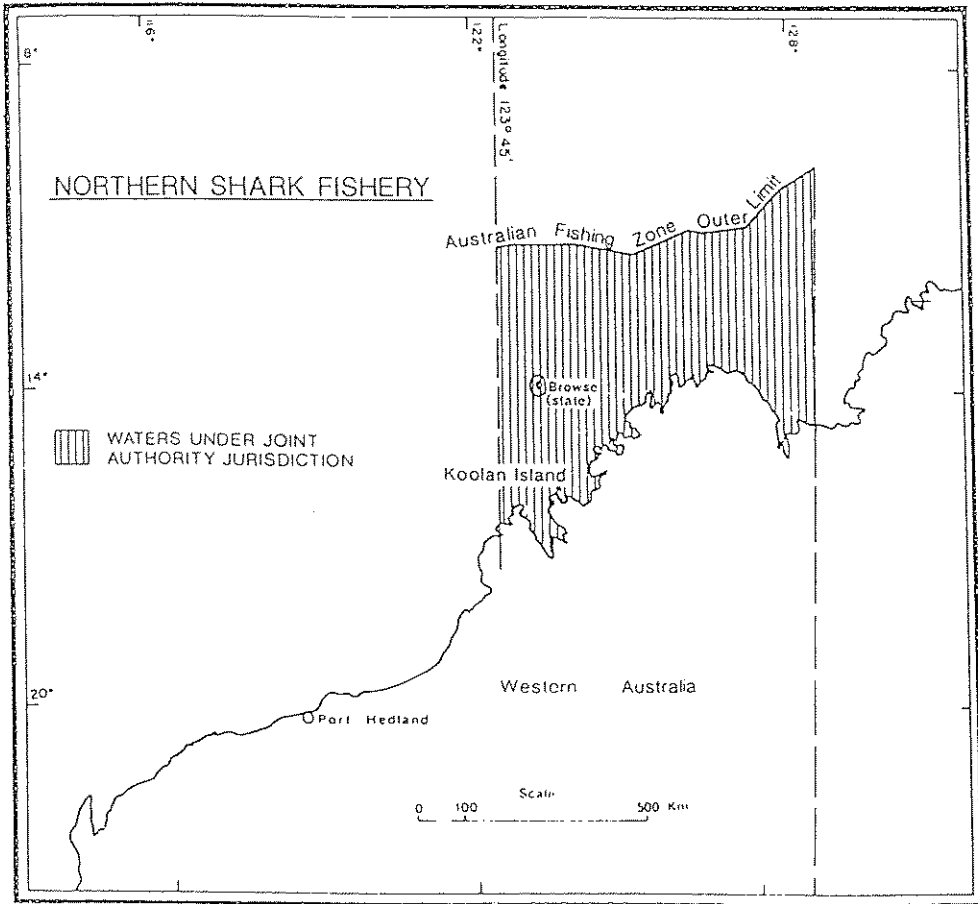 116°
122°
128°
8°
Longitude 123° 45'
NORTHERN SHARK FISHERY
Australian Fishing Zone Outer Limit
14°
Browse
(state)
WATERS UNDER JOINT
AUTHORITY JURISDICTION
Koolan Island
Western Australia
20°
Port Hedland
Scale
0 100 500 Km